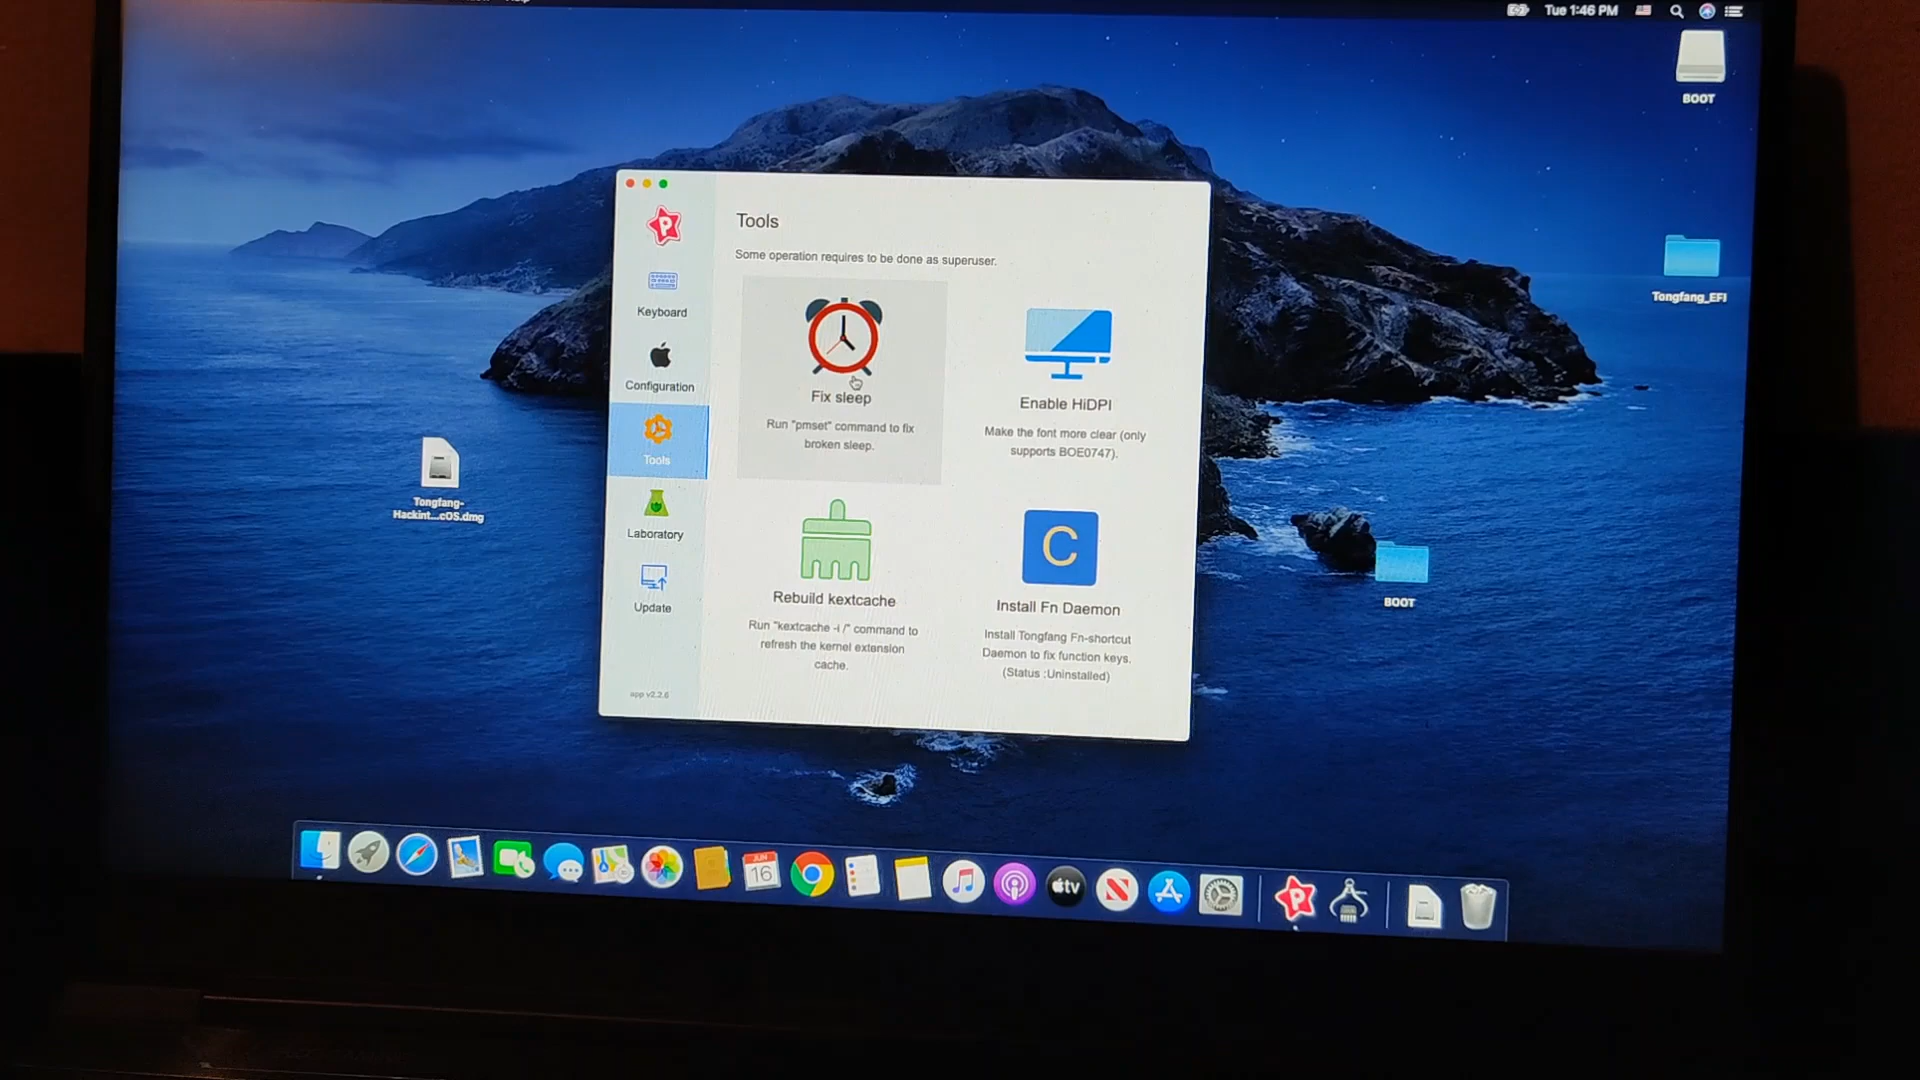 Tue 1:46 PM
BOOT
Tongfang_EFI
P
Tools
Some operation requires to be done as superuser.
Keyboard
Configuration
Tools
Laboratory
Update
app v2.2.6
Fix sleep
Run "pmset" command to fix
broken sleep.
Enable HiDPI
Make the font more clear (only
supports BOE0747).
Rebuild kextcache
Run "kextcache -i /" command to
refresh the kernel extension
cache.
C
Install Fn Daemon
Install Tongfang Fn-shortcut
Daemon to fix function keys.
(Status :Uninstalled)
Tongfang-
Hackint...cOS.dmg
BOOT
JUN
16
tv
P